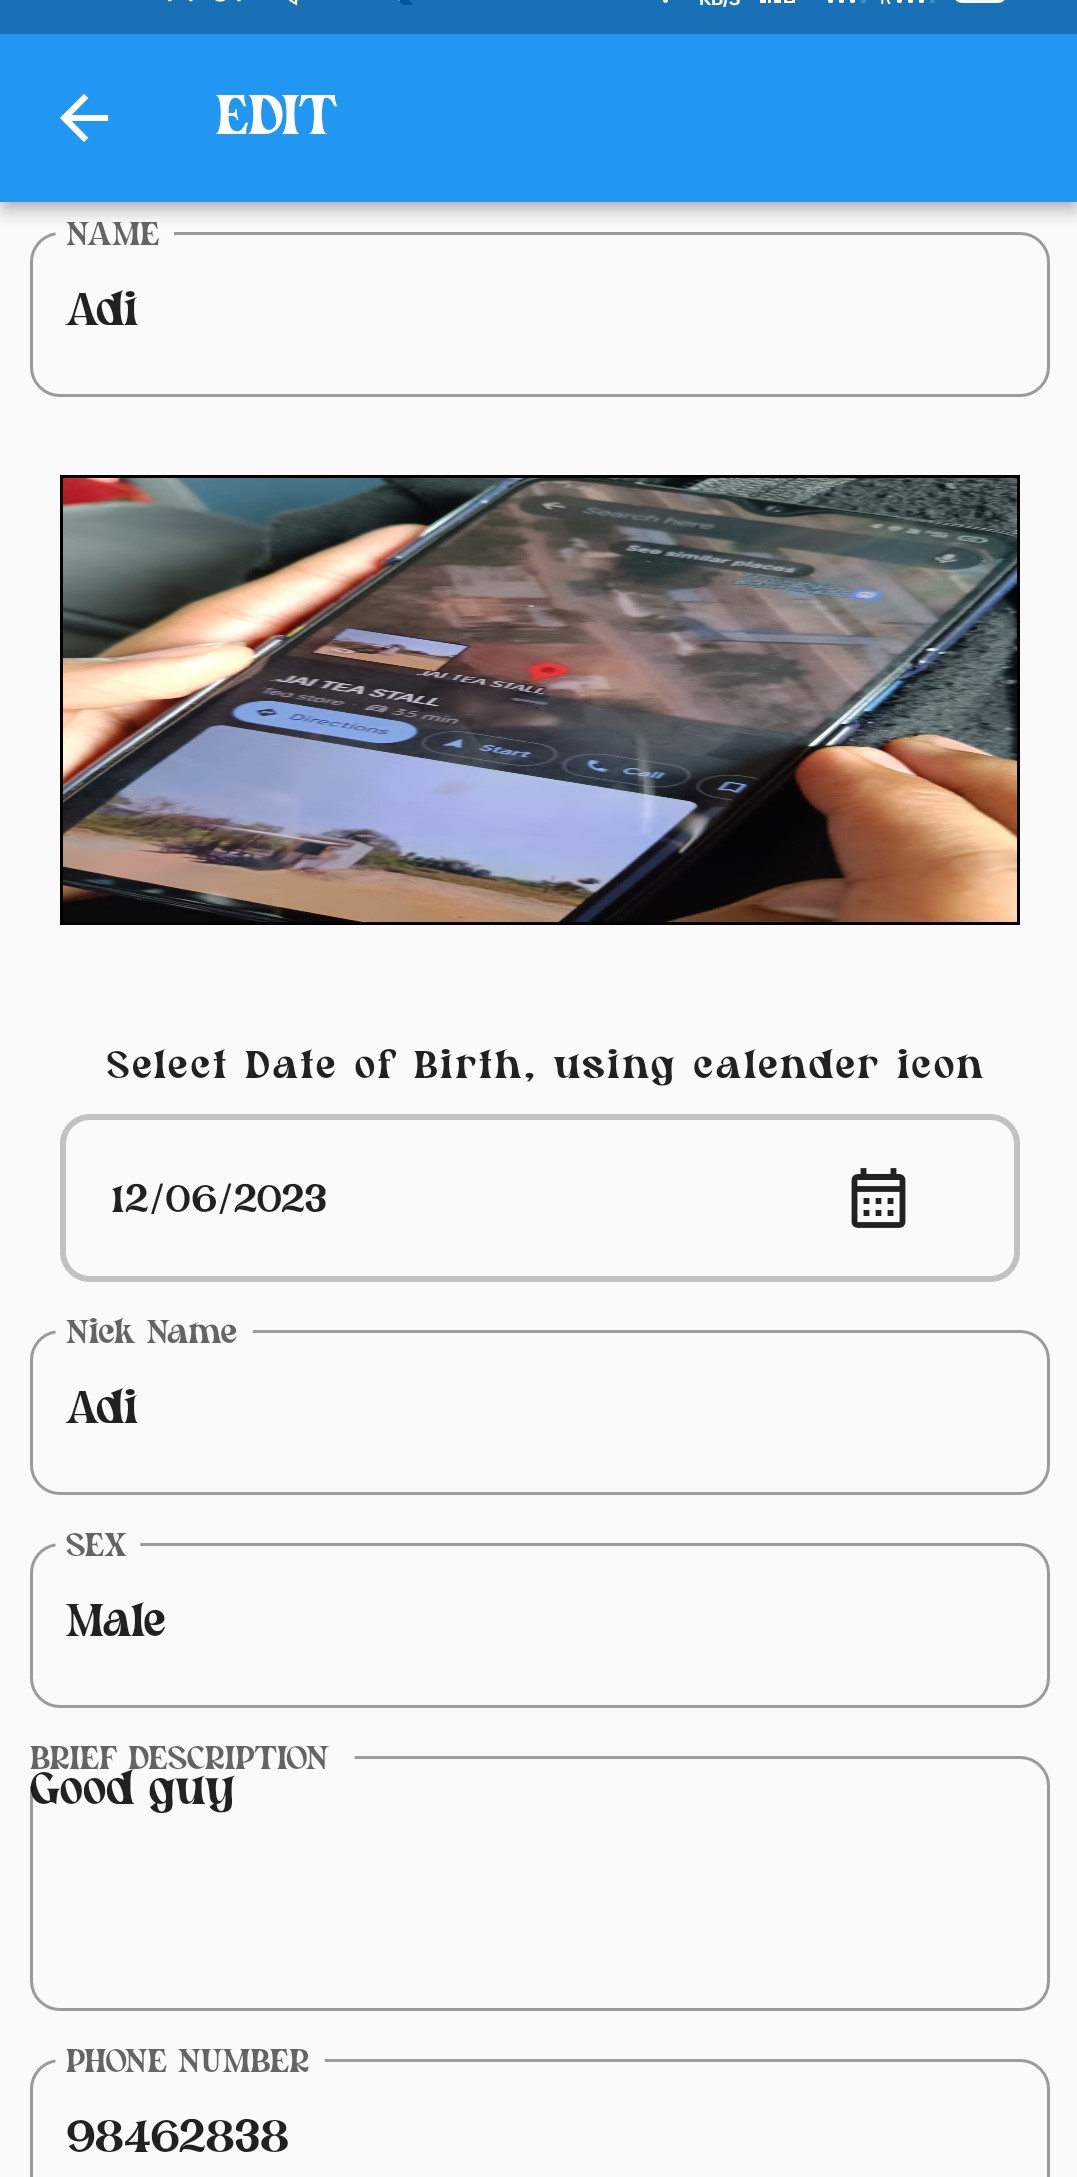 EDIT
NAME
Adi
Search here
See similar places
JAI TEA STALL
JAI TEA STALL
Tea store · 35 min
Directions
Start
Call
Select Date of Birth, using calender icon
12/06/2023
Nick Name
Adi
SEX
Male
BRIEF DESCRIPTION
Good guy
PHONE NUMBER
98462838